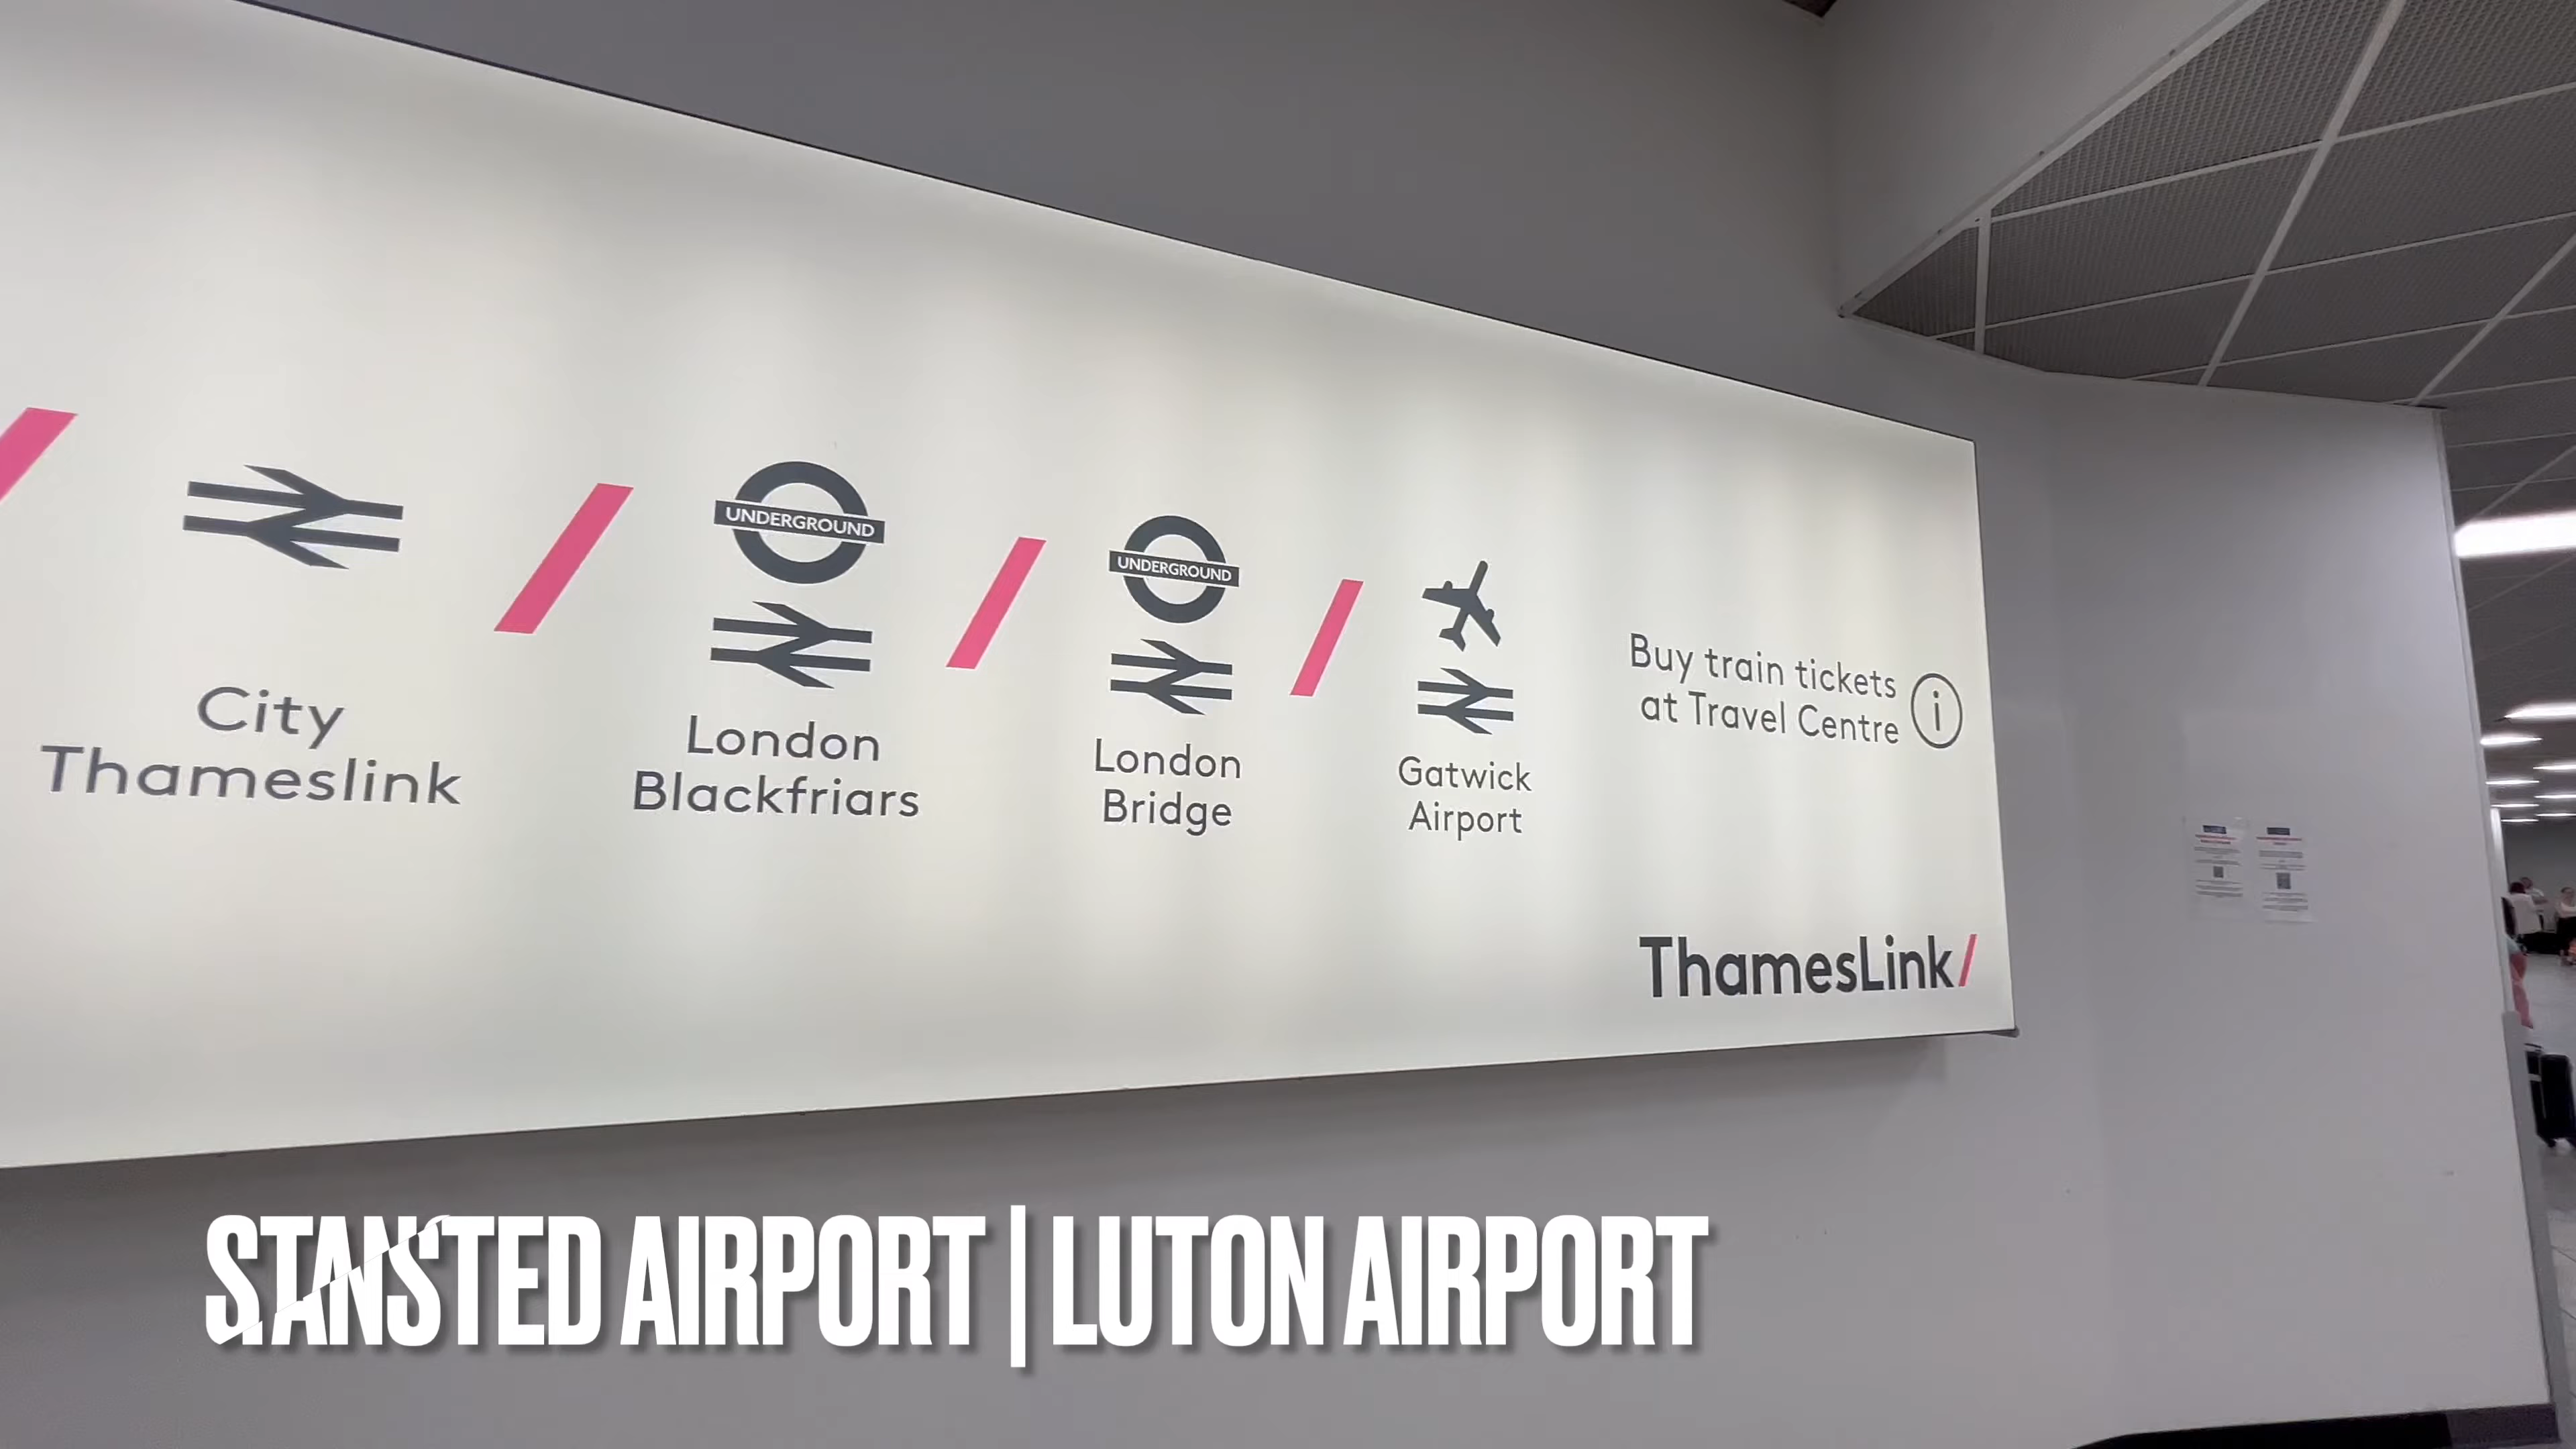 City
Thameslink
UNDERGROUND
London
Blackfriars
UNDERGROUND
London
Bridge
Gatwick
Airport
Buy train tickets
at Travel Centre
i
ThamesLink/
STANSTED AIRPORT | LUTON AIRPORT